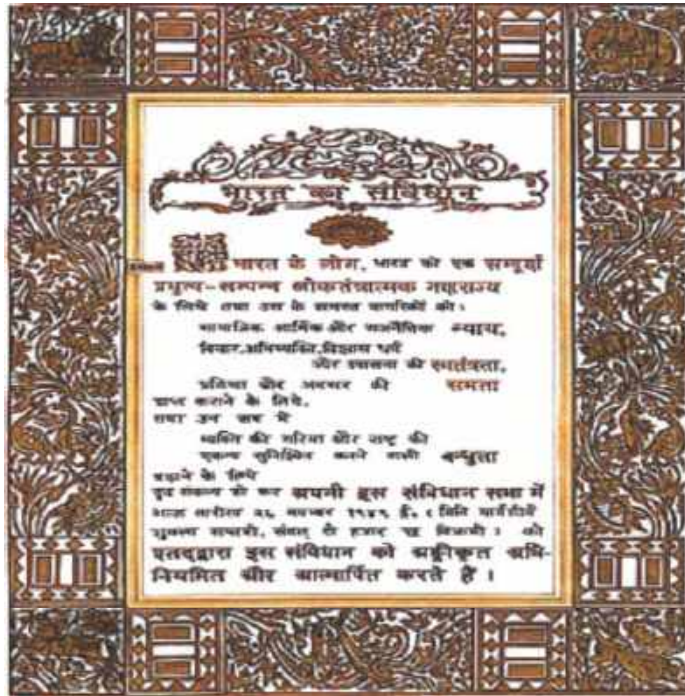 भारत का संविधान
भारत के लोग, भारत को एक सम्पूर्ण
प्रभुत्व-सम्पन्न लोकतंत्रात्मक गणराज्य
के लिये तथा उस के समस्त नागरिकों को :
सामाजिक आर्थिक और राजनैतिक न्याय,
विचार, अभिव्यक्ति, विश्वास धर्म
और उपासना की स्वतंत्रता,
प्रतिष्ठा और अवसर की समता
प्राप्त कराने के लिये,
तथा उन सब में
व्यक्ति की गरिमा और राष्ट्र की
एकता सुनिश्चित करने वाली बन्धुता
बढ़ाने के लिये
दृढ़ संकल्प हो कर अपनी इस संविधान सभा में
आज तारीख २६ नवम्बर १९४९ ई. ( मिति मार्गशीर्ष
शुक्ला सप्तमी, संवत् दो हजार छह विक्रमी ) को
एतद्द्वारा इस संविधान को अङ्गीकृत अधि-
नियमित और आत्मार्पित करते हैं ।